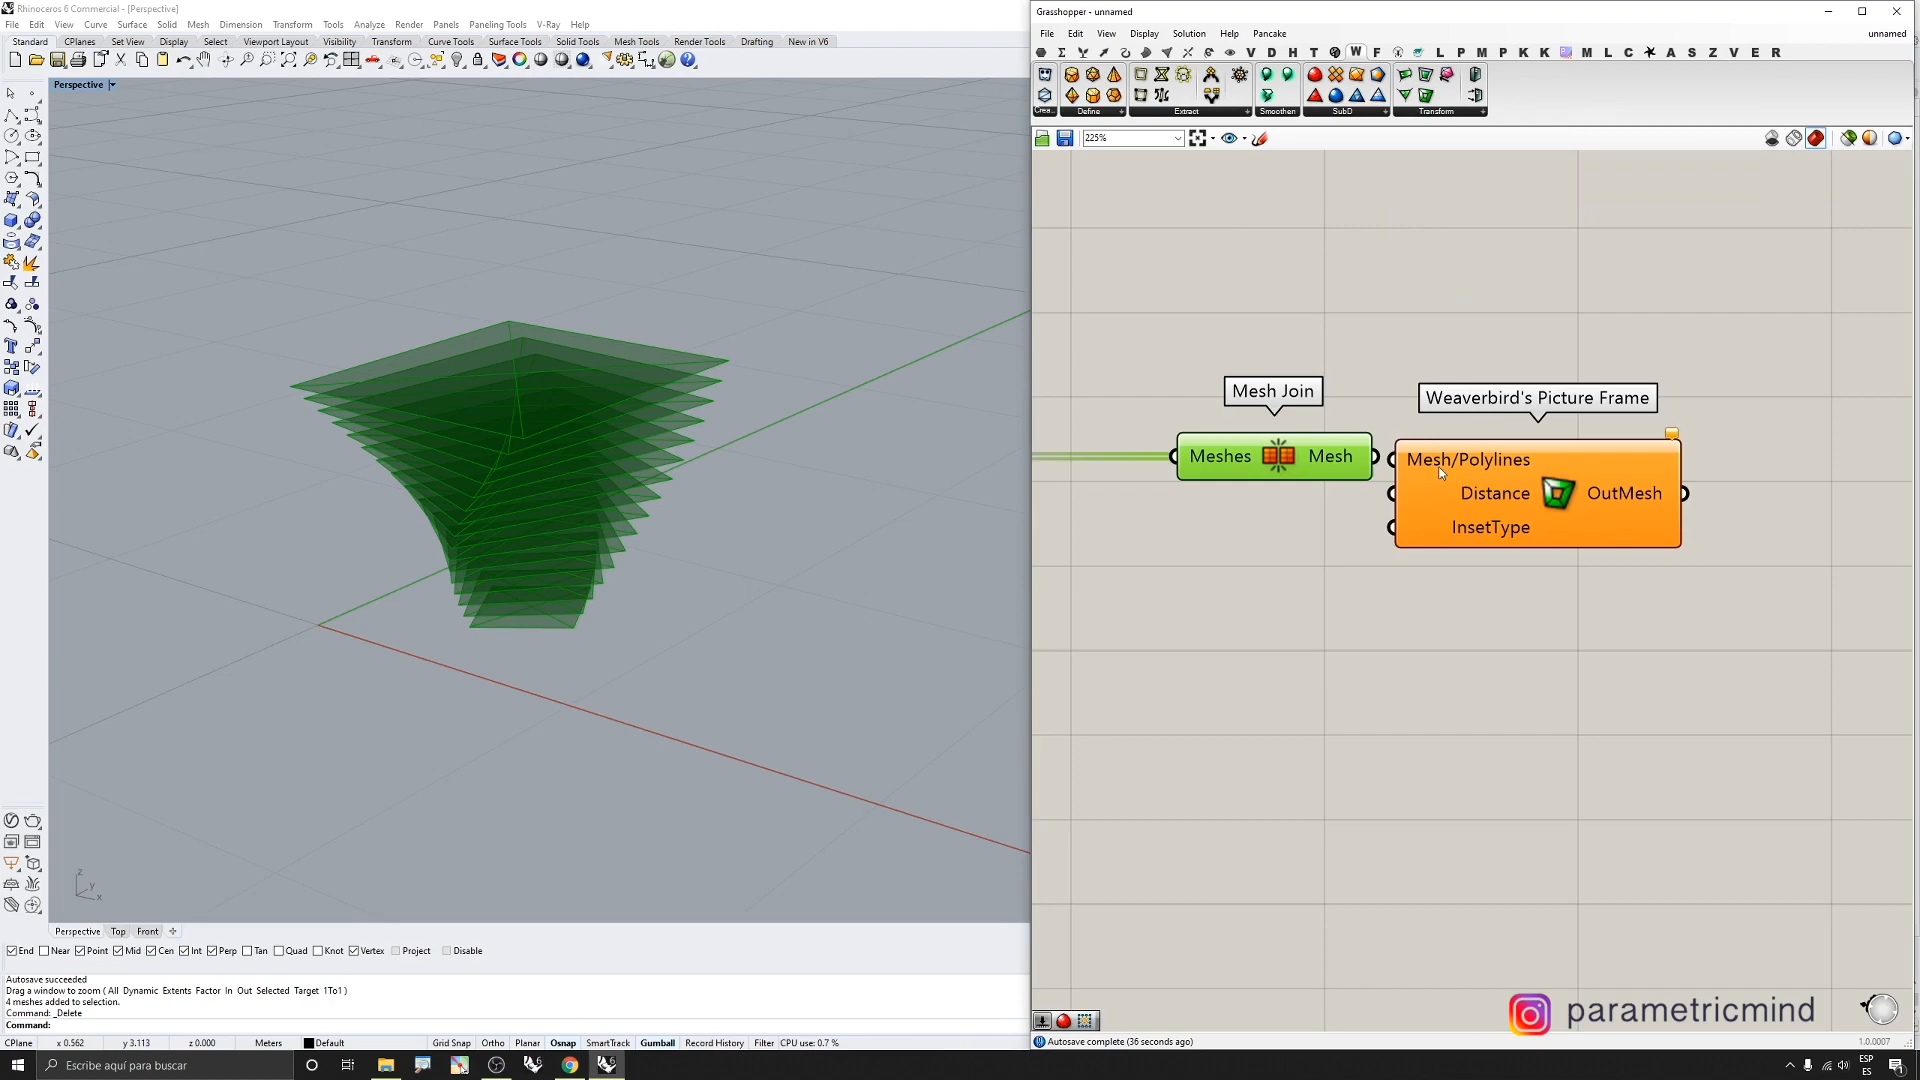 Rhinoceros 6 Commercial - [Perspective]
File Edit View Curve Surface Solid Mesh Dimension Transform Tools Analyze Render Panels Paneling Tools V-Ray Help
Standard CPlanes Set View Display Select Viewport Layout Visibility Transform Curve Tools Surface Tools Solid Tools Mesh Tools Render Tools Drafting New in V6
Perspective
z
y
x
Perspective Top Front
End Near Point Mid Cen Int Perp Tan Quad Knot Vertex Project Disable
Autosave succeeded
Drag a window to zoom ( All Dynamic Extents Factor In Out Selected Target 1To1 )
4 meshes added to selection.
Command: _Delete
Command:
CPlane x 0.562 y 3.113 z 0.000 Meters Default Grid Snap Ortho Planar Osnap SmartTrack Gumball Record History Filter CPU use: 0.7 %
Grasshopper - unnamed
File Edit View Display Solution Help Pancake
unnamed
V D H T W F L P M P K K M L C A S Z V E R
Crea... Define Extract Smoothen SubD Transform
225%
Mesh Join
Meshes Mesh
Weaverbird's Picture Frame
Mesh/Polylines
Distance
InsetType
OutMesh
parametricmind
Autosave complete (36 seconds ago)
1.0.0007
Escribe aquí para buscar
ESP
ES